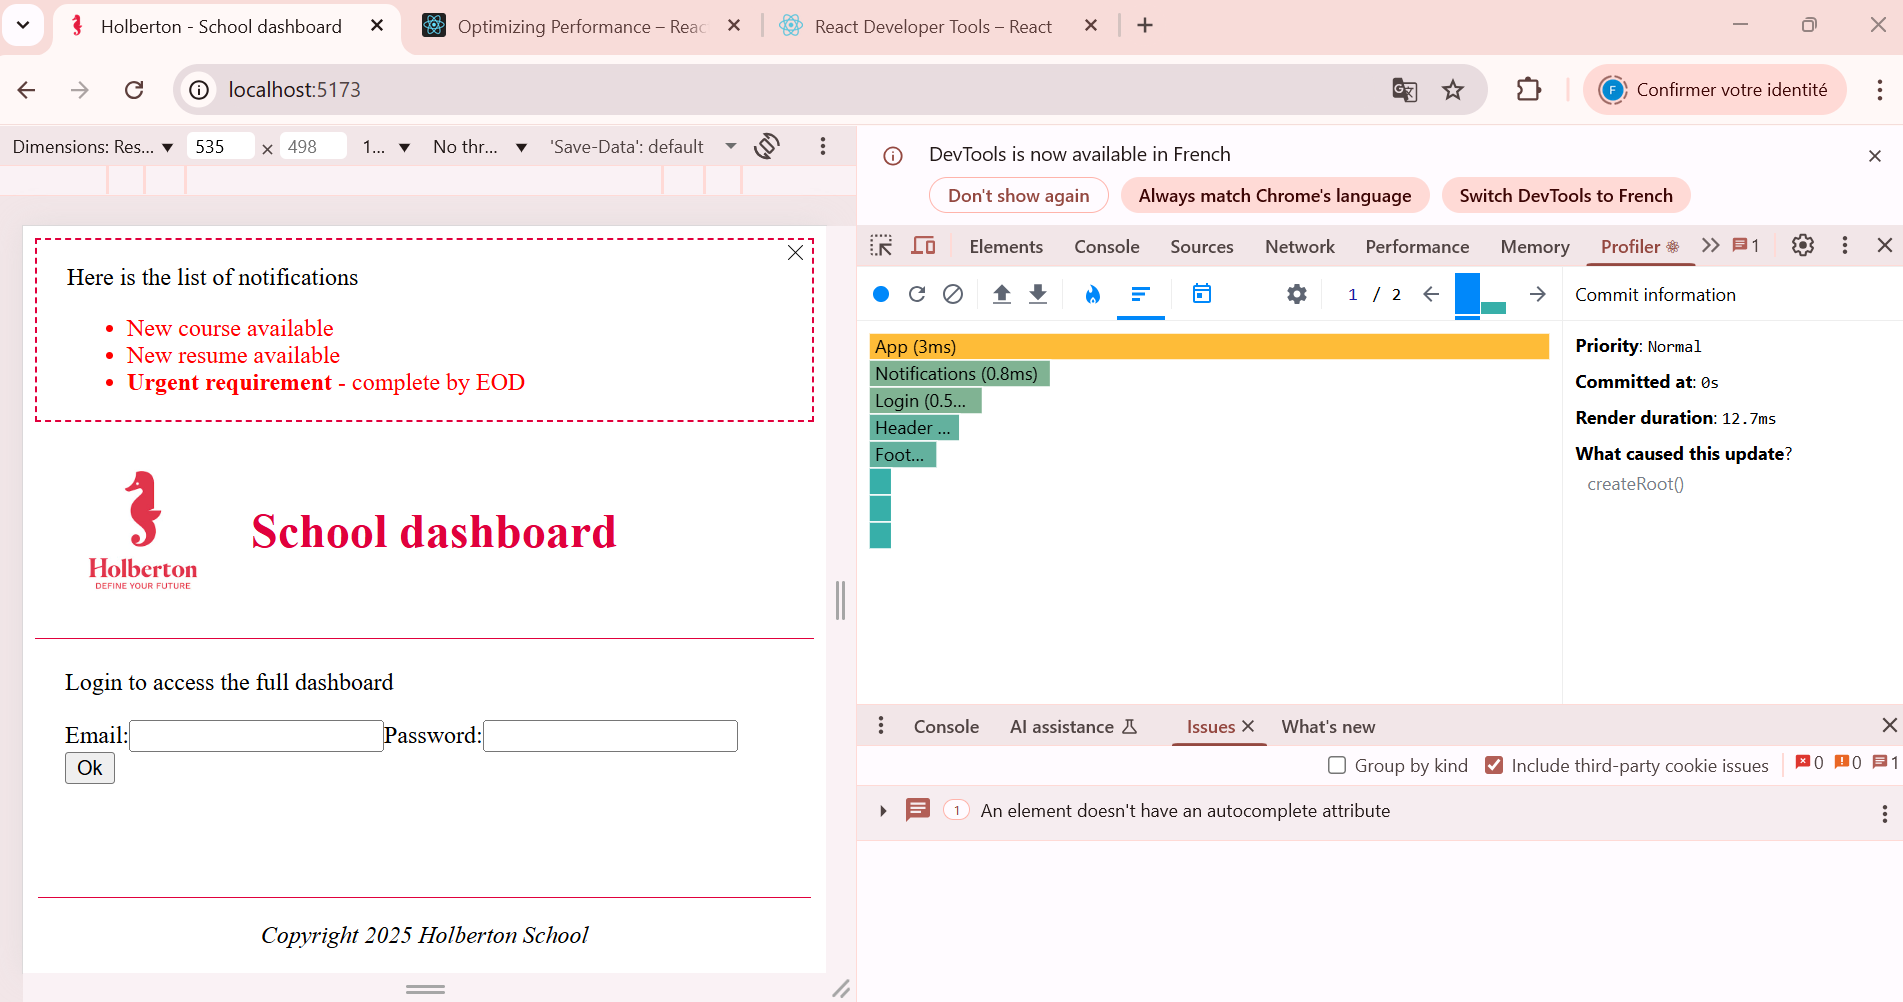 Holberton - School dashboard
Optimizing Performance – Reac
React Developer Tools – React
localhost:5173
Confirmer votre identité
Dimensions: Res...
535
×
498
1...
No thr...
'Save-Data': default
DevTools is now available in French
Don't show again
Always match Chrome's language
Switch DevTools to French
Elements
Console
Sources
Network
Performance
Memory
Profiler
1
1 / 2
Commit information
App (3ms)
Notifications (0.8ms)
Login (0.5...
Header ...
Foot...
Priority: Normal
Committed at: 0s
Render duration: 12.7ms
What caused this update?
createRoot()
Here is the list of notifications
• New course available
• New resume available
• Urgent requirement - complete by EOD
Holberton
DEFINE YOUR FUTURE
School dashboard
Login to access the full dashboard
Email:
Password:
Ok
Copyright 2025 Holberton School
Console
AI assistance
Issues
What's new
Group by kind
Include third-party cookie issues
0
0
1
1
An element doesn't have an autocomplete attribute